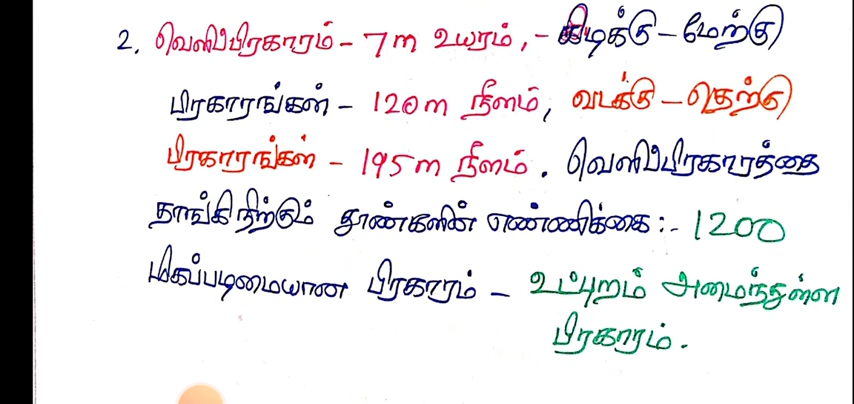 2. வெளிப்பிரகாரம் - 7m உயரம், - கிழக்கு - மேற்கு
பிரகாரங்கள் - 120m நீளம், வடக்கு - தெற்கு
பிரகாரங்கள் - 195m நீளம். வெளிப்பிரகாரத்தை
தாங்கி நிற்கும் தூண்களின் எண்ணிக்கை :- 1200
மிகப்படிமையான பிரகாரம் - உட்புறம் அமைந்துள்ள
பிரகாரம்.